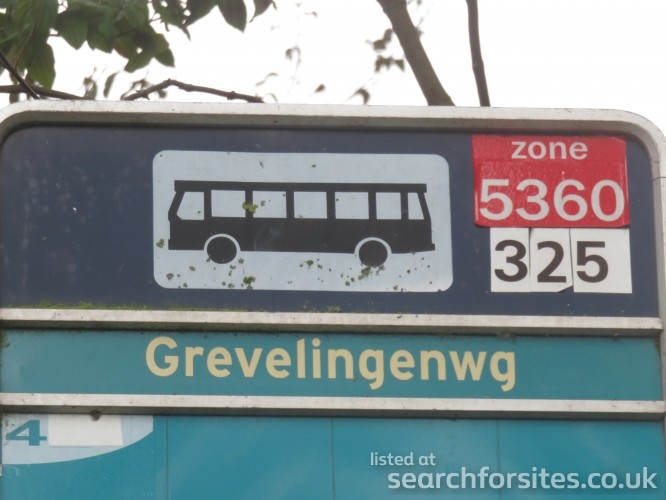 zone
5360
325
Grevelingenwg
4
listed at
searchforsites.co.uk